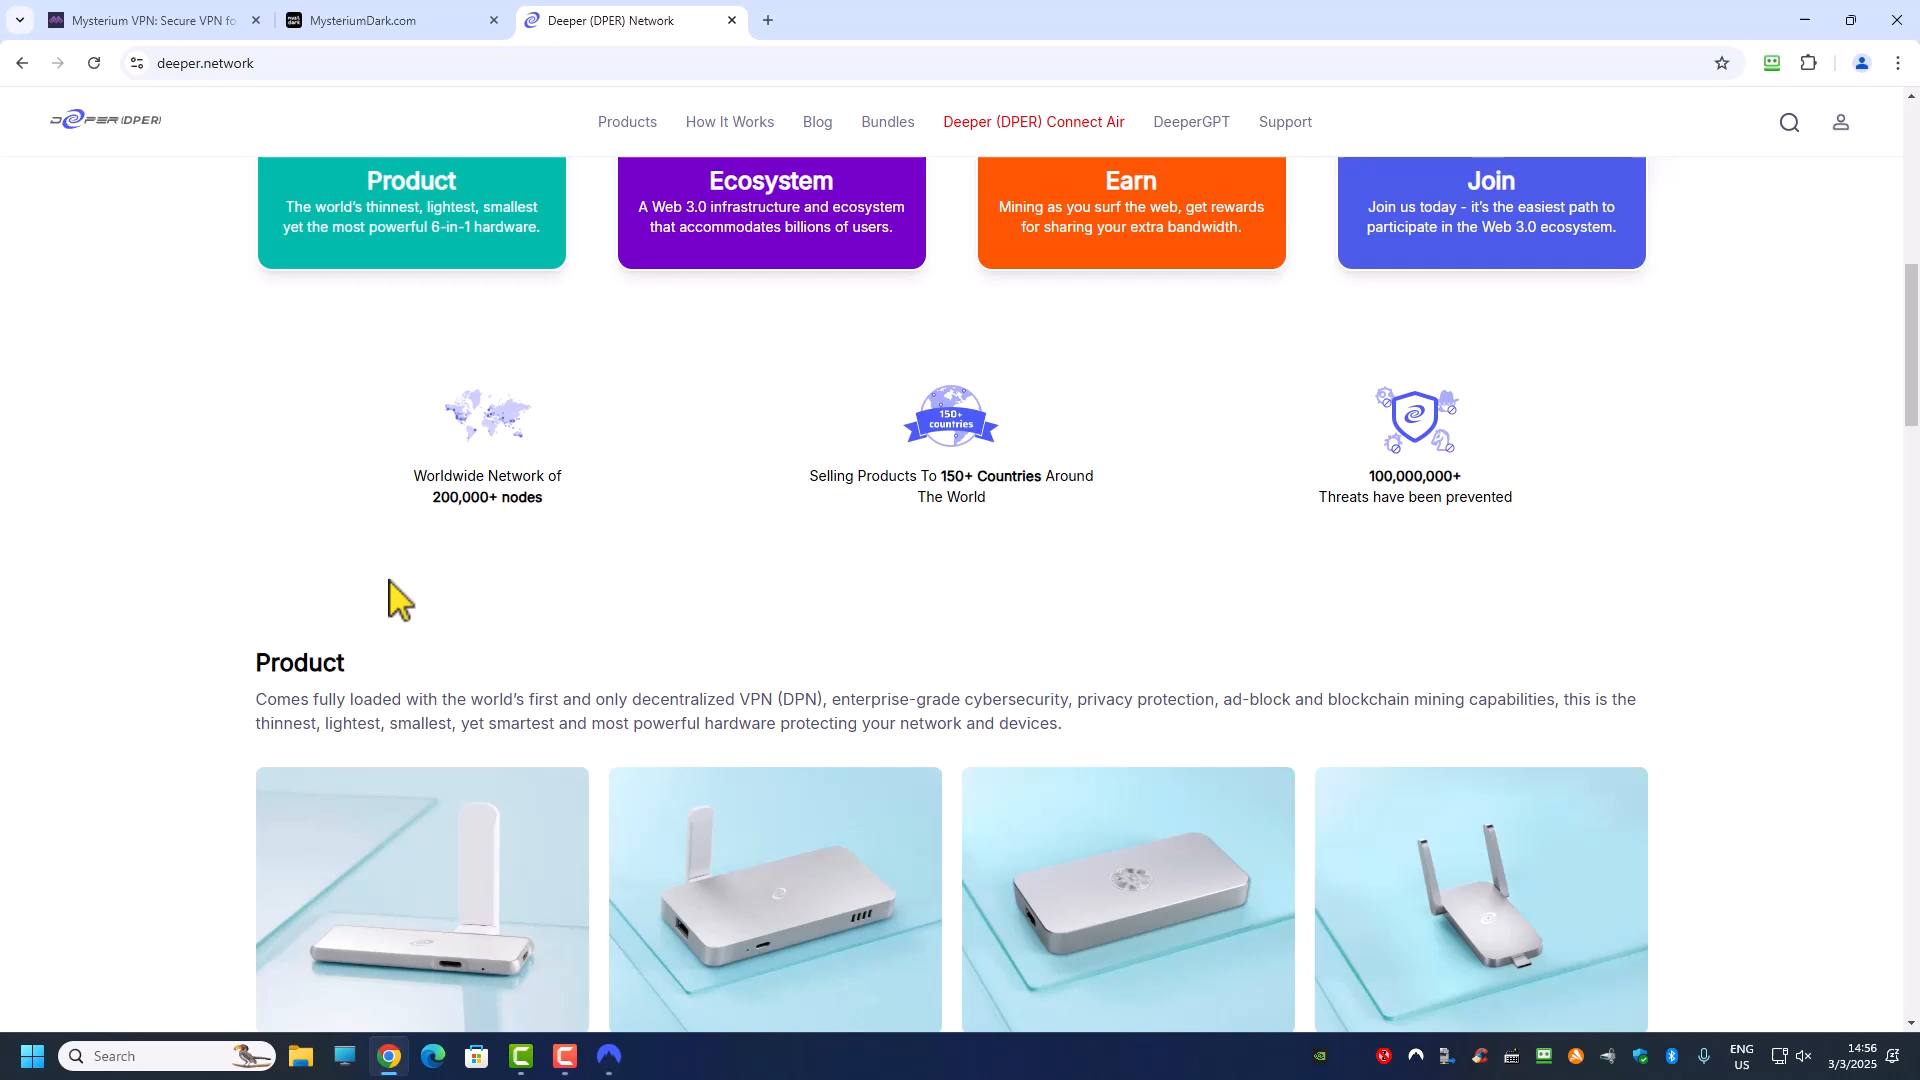 Mysterium VPN: Secure VPN fo
MysteriumDark.com
Deeper (DPER) Network
deeper.network
DEEPER (DPER)
Products
How It Works
Blog
Bundles
Deeper (DPER) Connect Air
DeeperGPT
Support
Product
The world's thinnest, lightest, smallest
yet the most powerful 6-in-1 hardware.
Ecosystem
A Web 3.0 infrastructure and ecosystem
that accommodates billions of users.
Earn
Mining as you surf the web, get rewards
for sharing your extra bandwidth.
Join
Join us today - it's the easiest path to
participate in the Web 3.0 ecosystem.
150+
countries
Worldwide Network of
200,000+ nodes
Selling Products To 150+ Countries Around
The World
100,000,000+
Threats have been prevented
Product
Comes fully loaded with the world's first and only decentralized VPN (DPN), enterprise-grade cybersecurity, privacy protection, ad-block and blockchain mining capabilities, this is the
thinnest, lightest, smallest, yet smartest and most powerful hardware protecting your network and devices.
Search
ENG
US
14:56
3/3/2025